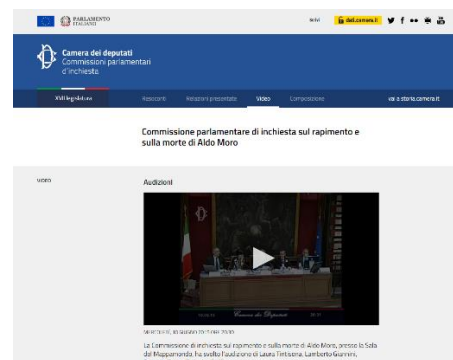 PARLAMENTO
ITALIANO
dati.camera.it
Camera dei deputati
Commissioni parlamentari
d'inchiesta
XVII legislatura
Resoconti
Relazioni presentate
Video
Composizione
vai a storia.camera.it
Commissione parlamentare di inchiesta sul rapimento e
sulla morte di Aldo Moro
VIDEO
Audizioni
Camera dei Deputati
La Commissione di inchiesta sul rapimento e sulla morte di Aldo Moro, presso la Sala
del Mappamondo, ha svolto l'audizione di Laura Tintisona, Lamberto Giannini,